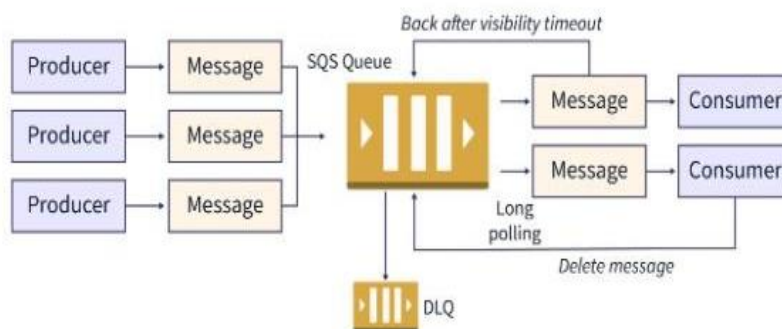 Back after visibility timeout
Producer
Message
SQS Queue
Message
Consumer
Producer
Message
Message
Consumer
Producer
Message
Long
polling
Delete message
DLQ